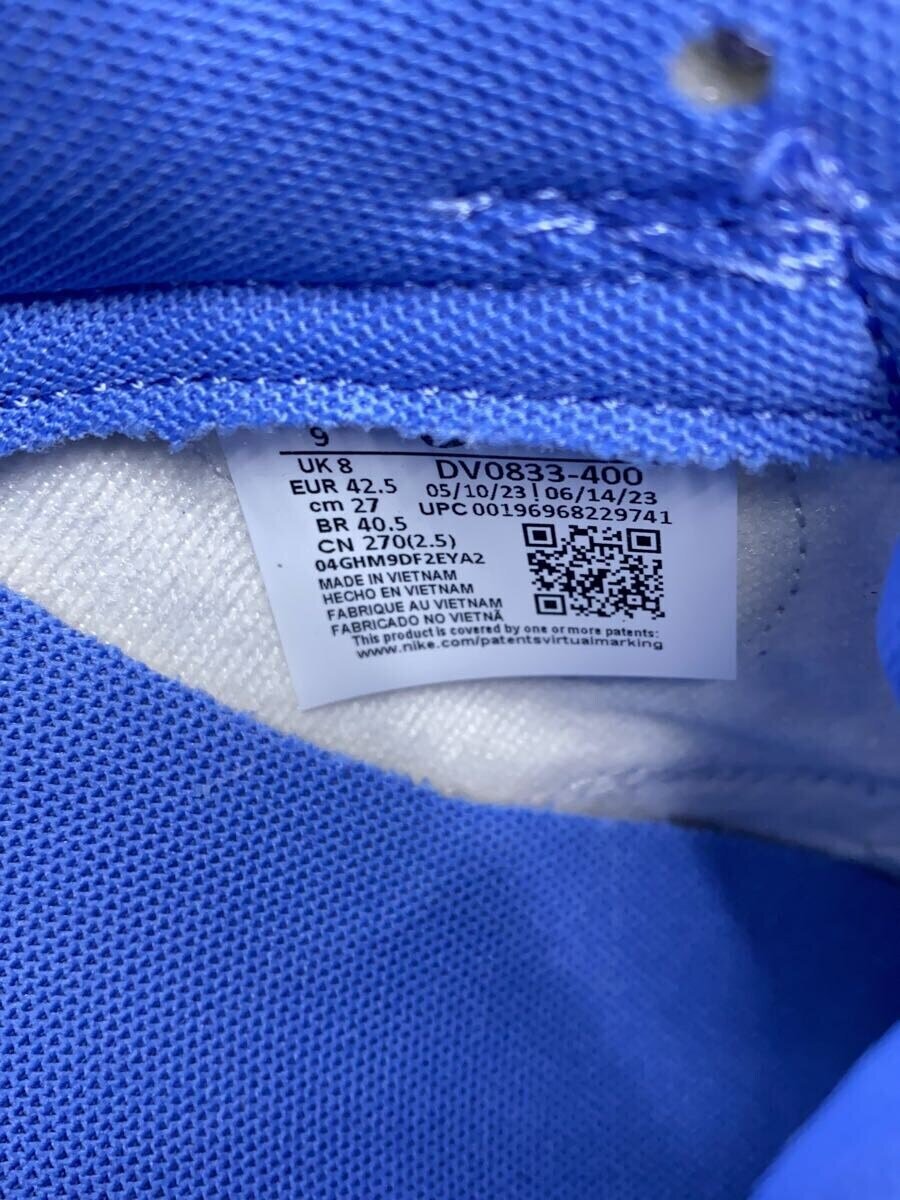 9
UK 8
EUR 42.5
cm 27
BR 40.5
CN 270(2.5)
04GHM9DF2EYA2
MADE IN VIETNAM
HECHO EN VIETNAM
FABRIQUE AU VIETNAM
FABRICADO NO VIETNÃ
DV0833-400
05/10/23 | 06/14/23
UPC 00196968229741
This product is covered by one or more patents:
www.nike.com/patentsvirtualmarking